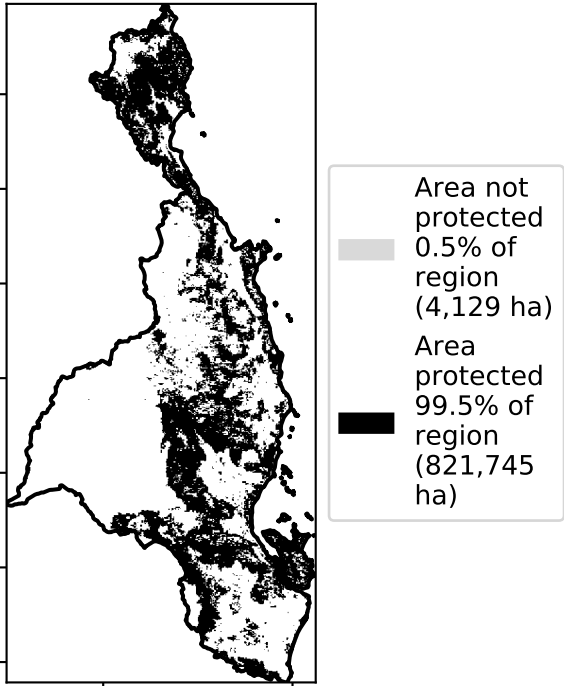 Area not
protected
0.5% of
region
(4,129 ha)
Area
protected
99.5% of
region
(821,745
ha)